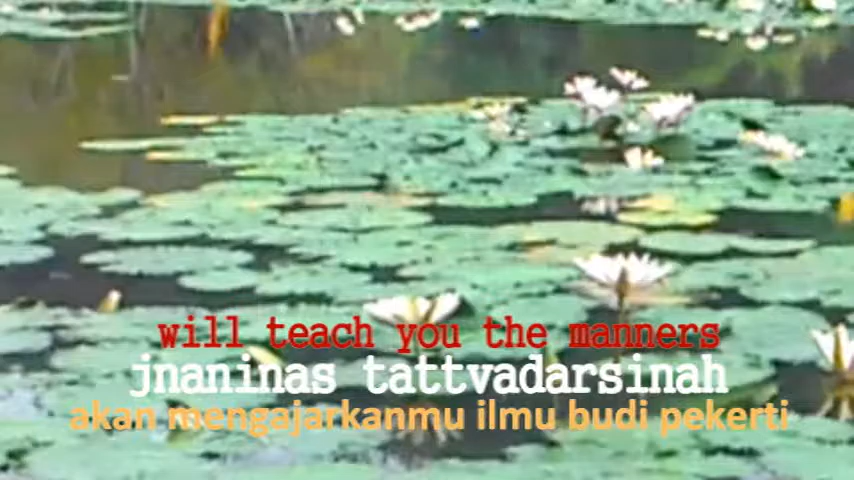 will teach you the manners
jnaninas tattvadarsinah
akan mengajarkanmu ilmu budi pekerti